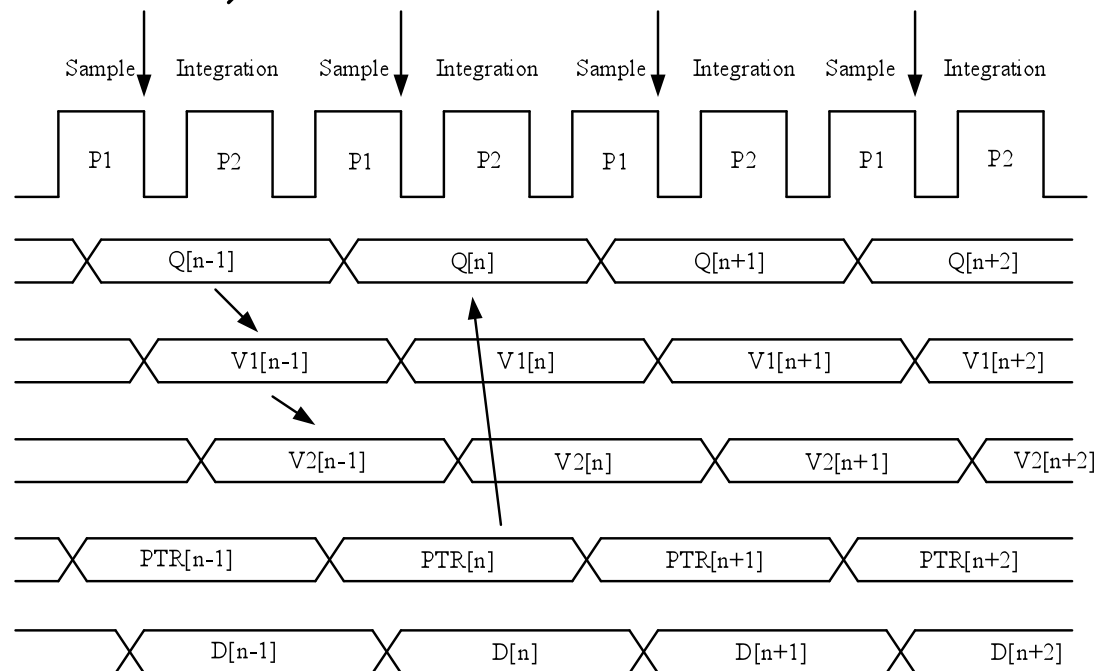 Sample Integration Sample Integration Sample Integration Sample Integration
P1 P2 P1 P2 P1 P2 P1 P2
Q[n-1] Q[n] Q[n+1] Q[n+2]
V1[n-1] V1[n] V1[n+1] V1[n+2]
V2[n-1] V2[n] V2[n+1] V2[n+2]
PTR[n-1] PTR[n] PTR[n+1] PTR[n+2]
D[n-1] D[n] D[n+1] D[n+2]